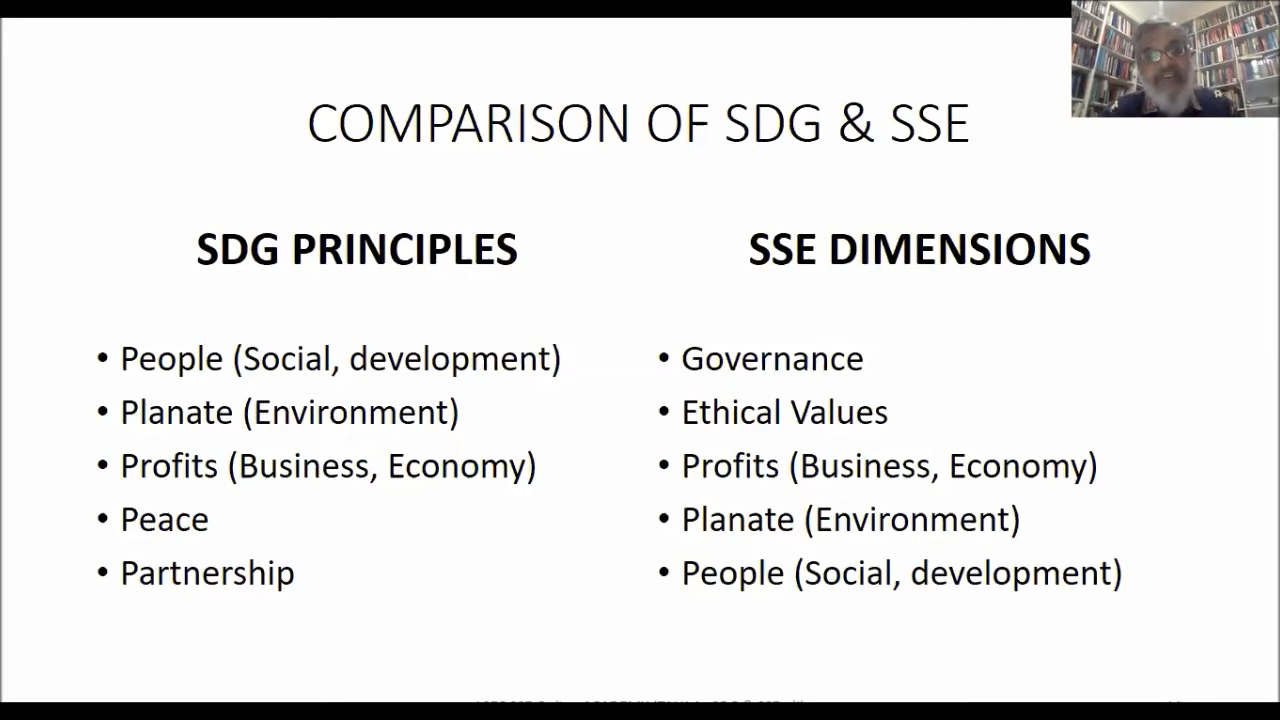 COMPARISON OF SDG & SSE
SDG PRINCIPLES
• People (Social, development)
• Planate (Environment)
• Profits (Business, Economy)
• Peace
• Partnership
SSE DIMENSIONS
• Governance
• Ethical Values
• Profits (Business, Economy)
• Planate (Environment)
• People (Social, development)